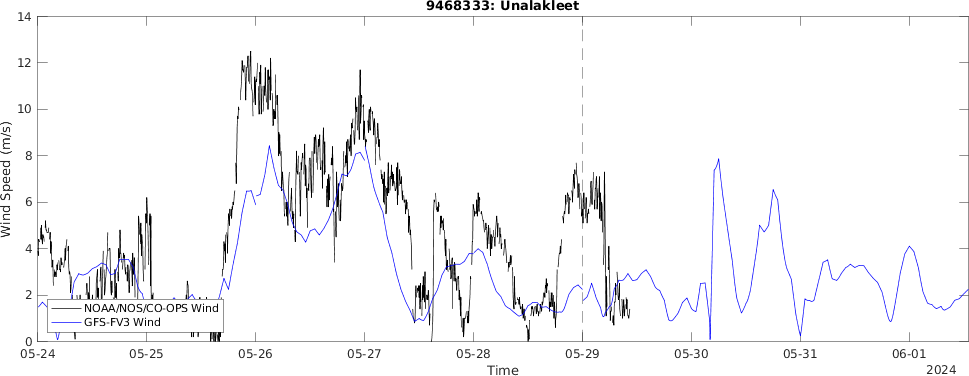 9468333: Unalakleet
14
12
10
8
6
4
2
0
Wind Speed (m/s)
NOAA/NOS/CO-OPS Wind
GFS-FV3 Wind
05-24 05-25 05-26 05-27 05-28 05-29 05-30 05-31 06-01
Time
2024